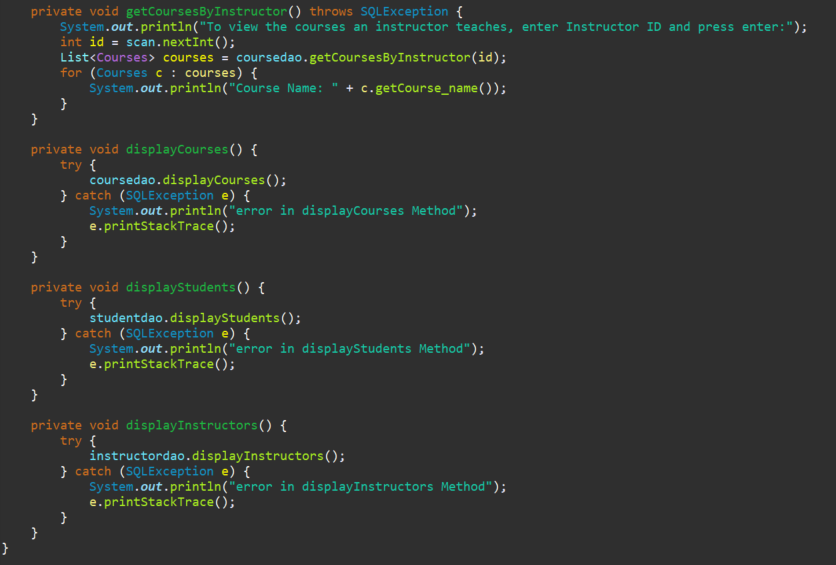 private void getCoursesByInstructor() throws SQLException {
System.out.println("To view the courses an instructor teaches, enter Instructor ID and press enter:");
int id = scan.nextInt();
List<Courses> courses = coursedao.getCoursesByInstructor(id);
for (Courses c : courses) {
System.out.println("Course Name: " + c.getCourse_name());
}
}
private void displayCourses() {
try {
coursedao.displayCourses();
} catch (SQLException e) {
System.out.println("error in displayCourses Method");
e.printStackTrace();
}
}
private void displayStudents() {
try {
studentdao.displayStudents();
} catch (SQLException e) {
System.out.println("error in displayStudents Method");
e.printStackTrace();
}
}
private void displayInstructors() {
try {
instructordao.displayInstructors();
} catch (SQLException e) {
System.out.println("error in displayInstructors Method");
e.printStackTrace();
}
}
}